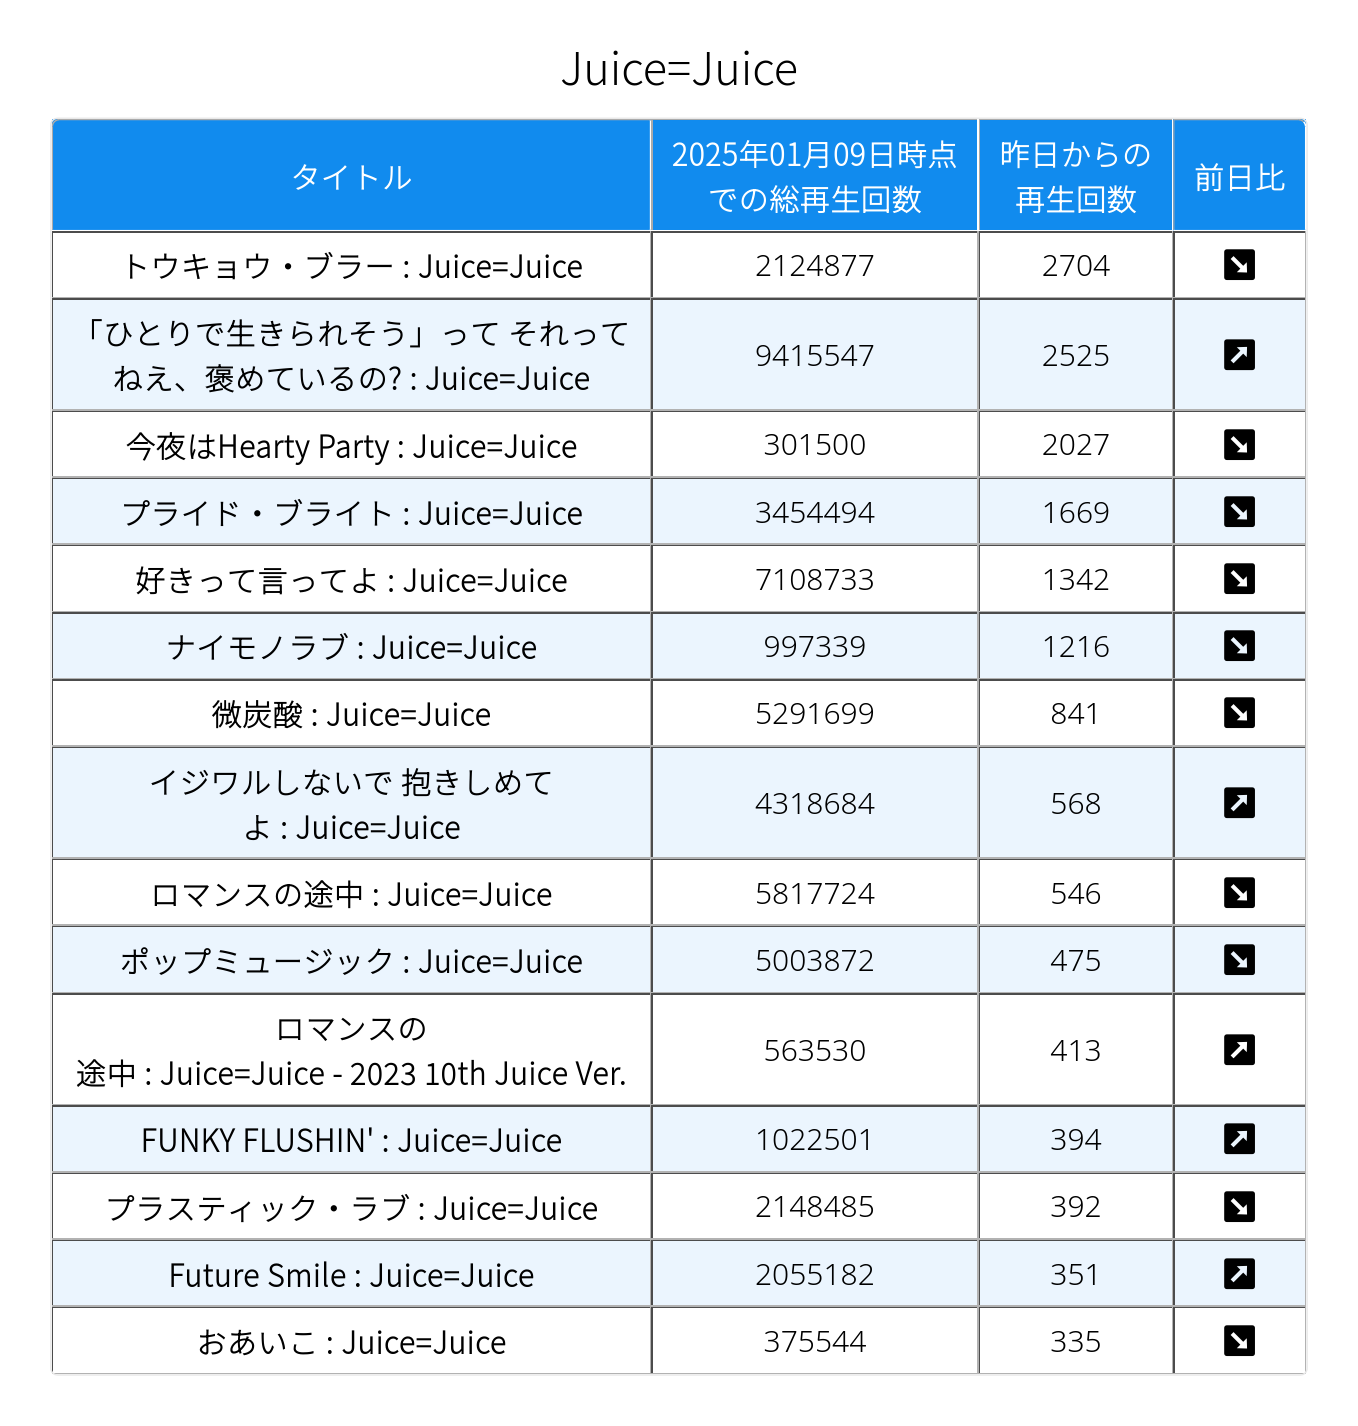 Juice=Juice
タイトル
2025年01月09日時点
での総再生回数
昨日からの
再生回数
前日比
トウキョウ・ブラー : Juice=Juice
2124877
2704
「ひとりで生きられそう」って それって
ねえ、褒めているの? : Juice=Juice
9415547
2525
今夜はHearty Party : Juice=Juice
301500
2027
プライド・ブライト : Juice=Juice
3454494
1669
好きって言ってよ : Juice=Juice
7108733
1342
ナイモノラブ : Juice=Juice
997339
1216
微炭酸 : Juice=Juice
5291699
841
イジワルしないで 抱きしめて
よ : Juice=Juice
4318684
568
ロマンスの途中 : Juice=Juice
5817724
546
ポップミュージック : Juice=Juice
5003872
475
ロマンスの
途中 : Juice=Juice - 2023 10th Juice Ver.
563530
413
FUNKY FLUSHIN' : Juice=Juice
1022501
394
プラスティック・ラブ : Juice=Juice
2148485
392
Future Smile : Juice=Juice
2055182
351
おあいこ : Juice=Juice
375544
335